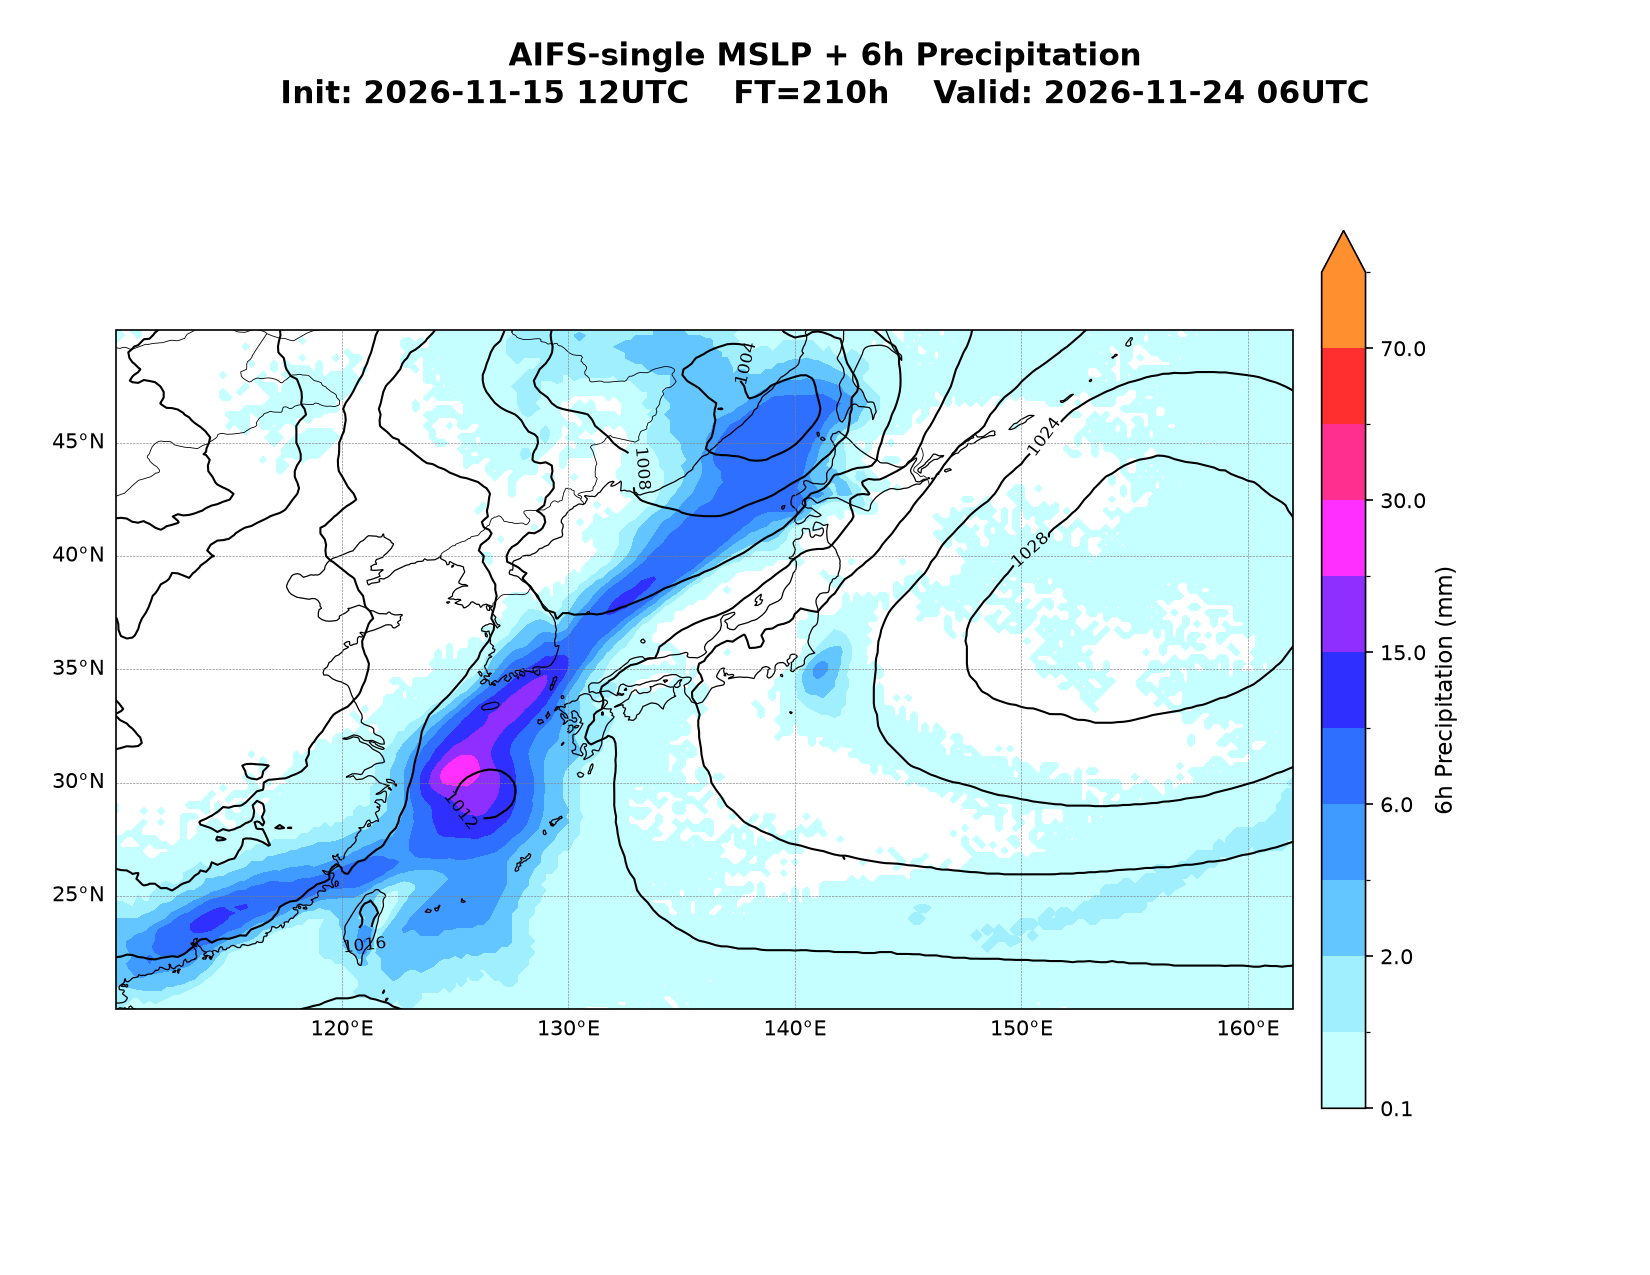 AIFS-single MSLP + 6h Precipitation
Init: 2026-11-15 12UTC    FT=210h    Valid: 2026-11-24 06UTC
1004
1008
1024
1028
1012
1016
45°N
40°N
35°N
30°N
25°N
120°E
130°E
140°E
150°E
160°E
70.0
30.0
15.0
6.0
2.0
0.1
6h Precipitation (mm)